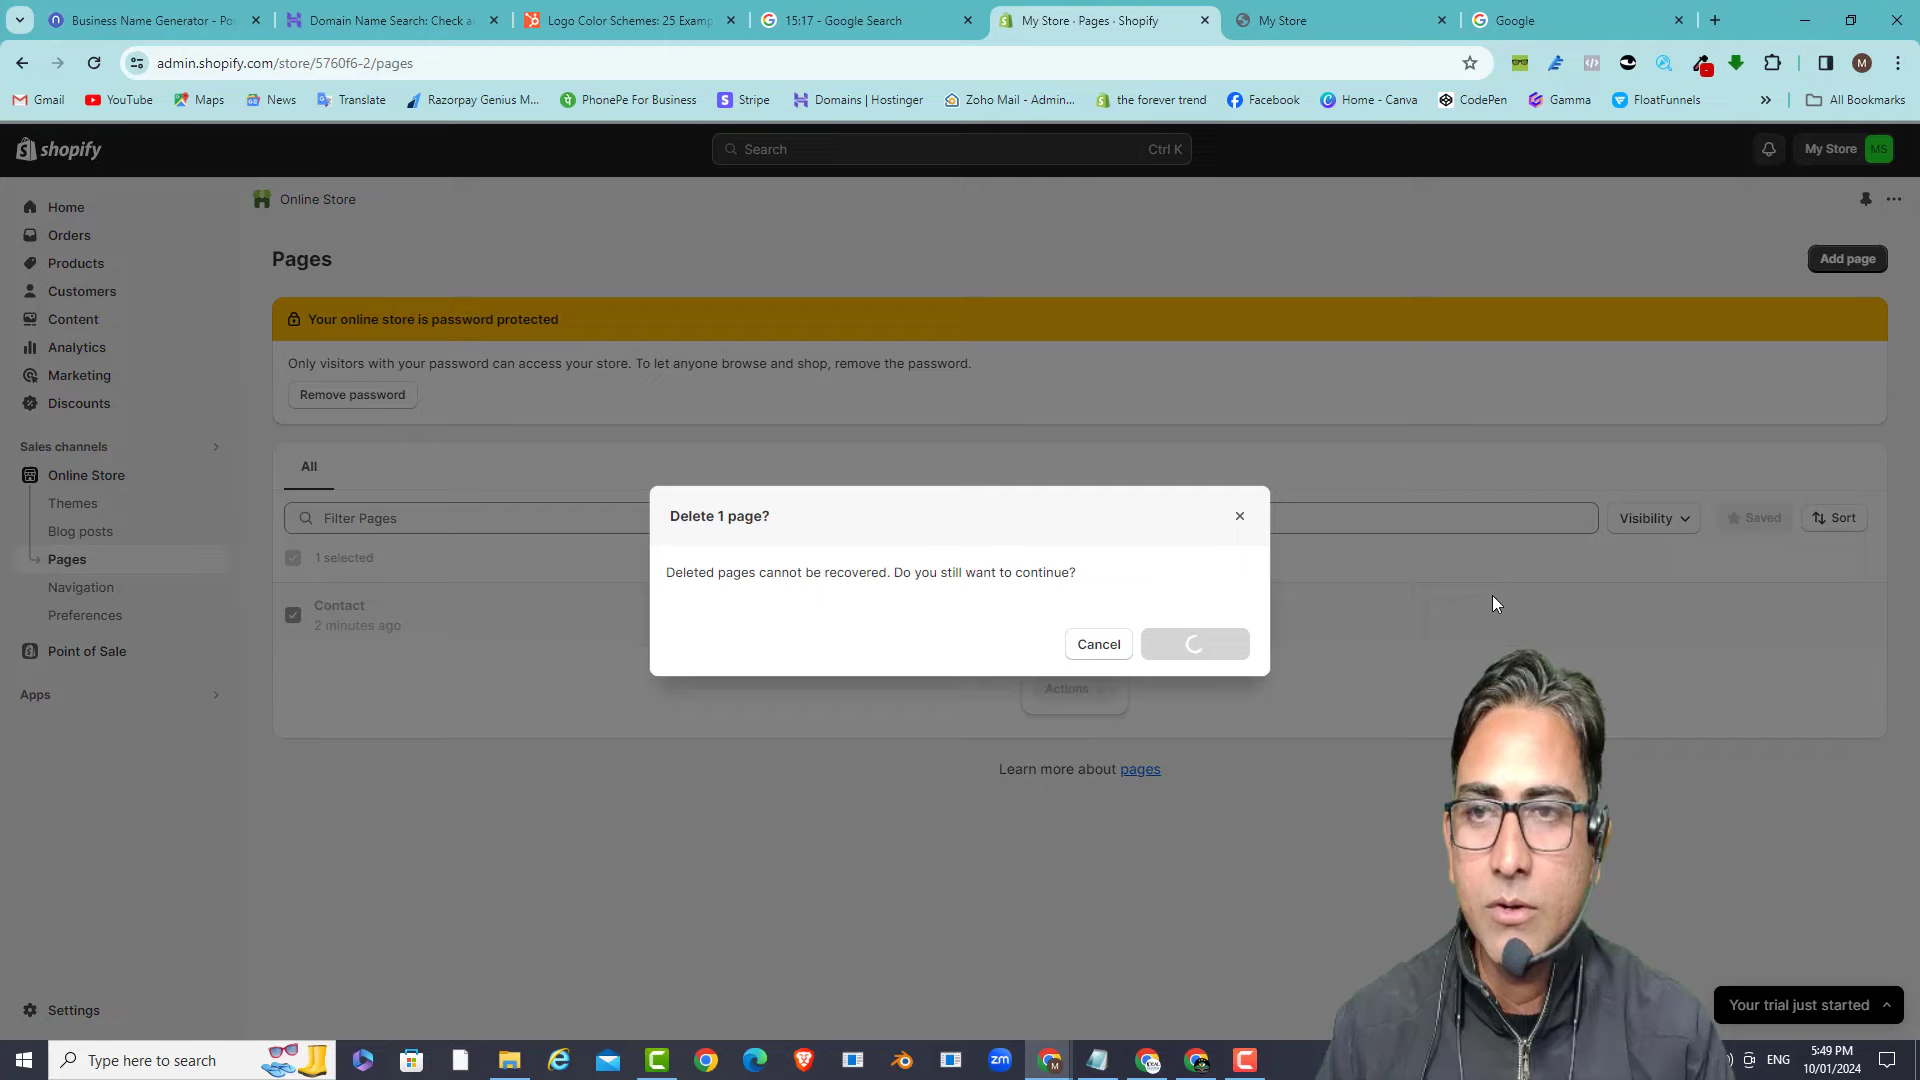 Business Name Generator - Po
Domain Name Search: Check a
Logo Color Schemes: 25 Examp
15:17 - Google Search
My Store · Pages · Shopify
My Store
Google
admin.shopify.com/store/5760f6-2/pages
M
Gmail
YouTube
Maps
News
Translate
Razorpay Genius M...
PhonePe For Business
Stripe
Domains | Hostinger
Zoho Mail - Admin...
the forever trend
Facebook
Home - Canva
CodePen
Gamma
FloatFunnels
All Bookmarks
shopify
Search
Ctrl K
My Store
MS
Home
Orders
Products
Customers
Content
Analytics
Marketing
Discounts
Sales channels
Online Store
Themes
Blog posts
Pages
Navigation
Preferences
Point of Sale
Apps
Settings
Online Store
Pages
Add page
Your online store is password protected
Only visitors with your password can access your store. To let anyone browse and shop, remove the password.
Remove password
All
Filter Pages
Visibility
Saved
Sort
1 selected
Contact
2 minutes ago
Delete 1 page?
Deleted pages cannot be recovered. Do you still want to continue?
Cancel
Actions
Learn more about pages
Your trial just started
Type here to search
zm
ENG
5:49 PM
10/01/2024